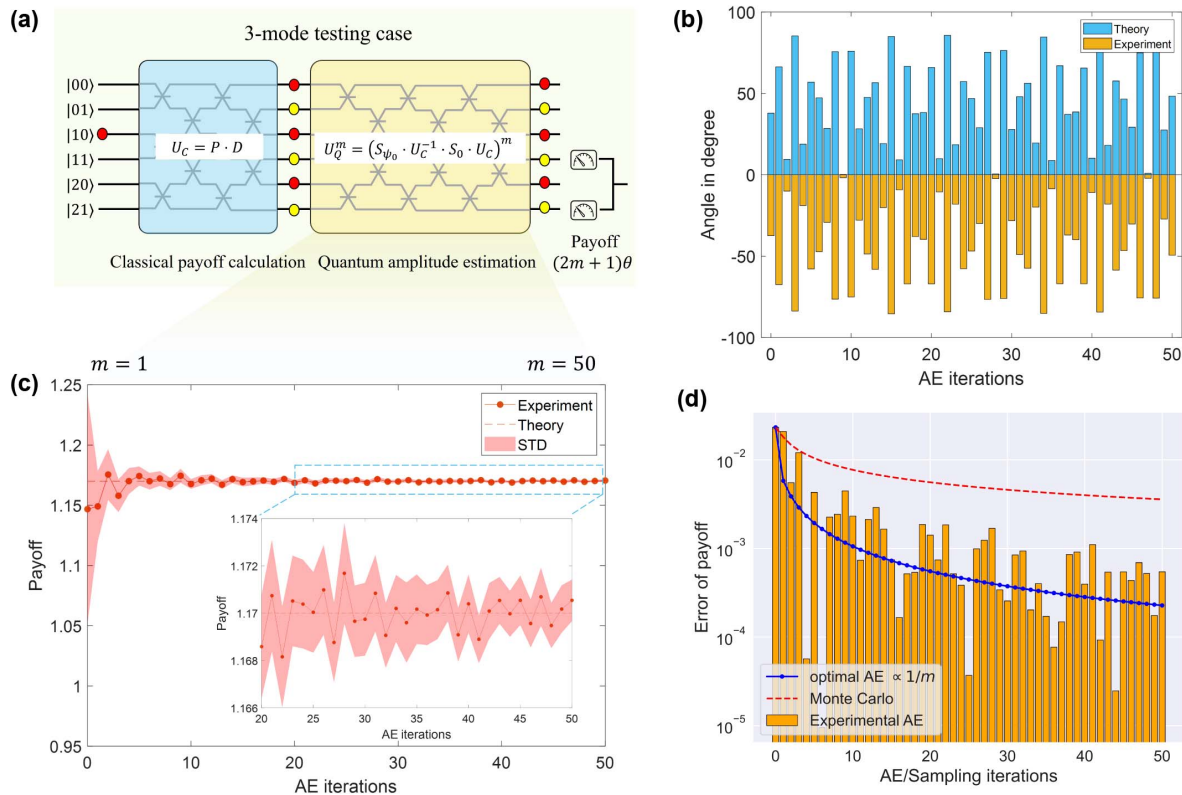 (a)
3-mode testing case
|00⟩
|01⟩
|10⟩
|11⟩
|20⟩
|21⟩
U_C = P · D
U_Q^m = (S_{ψ_0} · U_C^{-1} · S_0 · U_C)^m
Classical payoff calculation
Quantum amplitude estimation
Payoff
(2m + 1)θ
(b)
Theory
Experiment
100
50
0
-50
-100
Angle in degree
0 10 20 30 40 50
AE iterations
m = 1
m = 50
(c)
1.25
1.2
1.15
1.1
1.05
1
0.95
Payoff
Experiment
Theory
STD
1.174
1.172
1.170
1.168
1.166
Payoff
20 25 30 35 40 45 50
AE iterations
0 10 20 30 40 50
AE iterations
(d)
10^{-2}
10^{-3}
10^{-4}
10^{-5}
Error of payoff
optimal AE ∝ 1/m
Monte Carlo
Experimental AE
0 10 20 30 40 50
AE/Sampling iterations